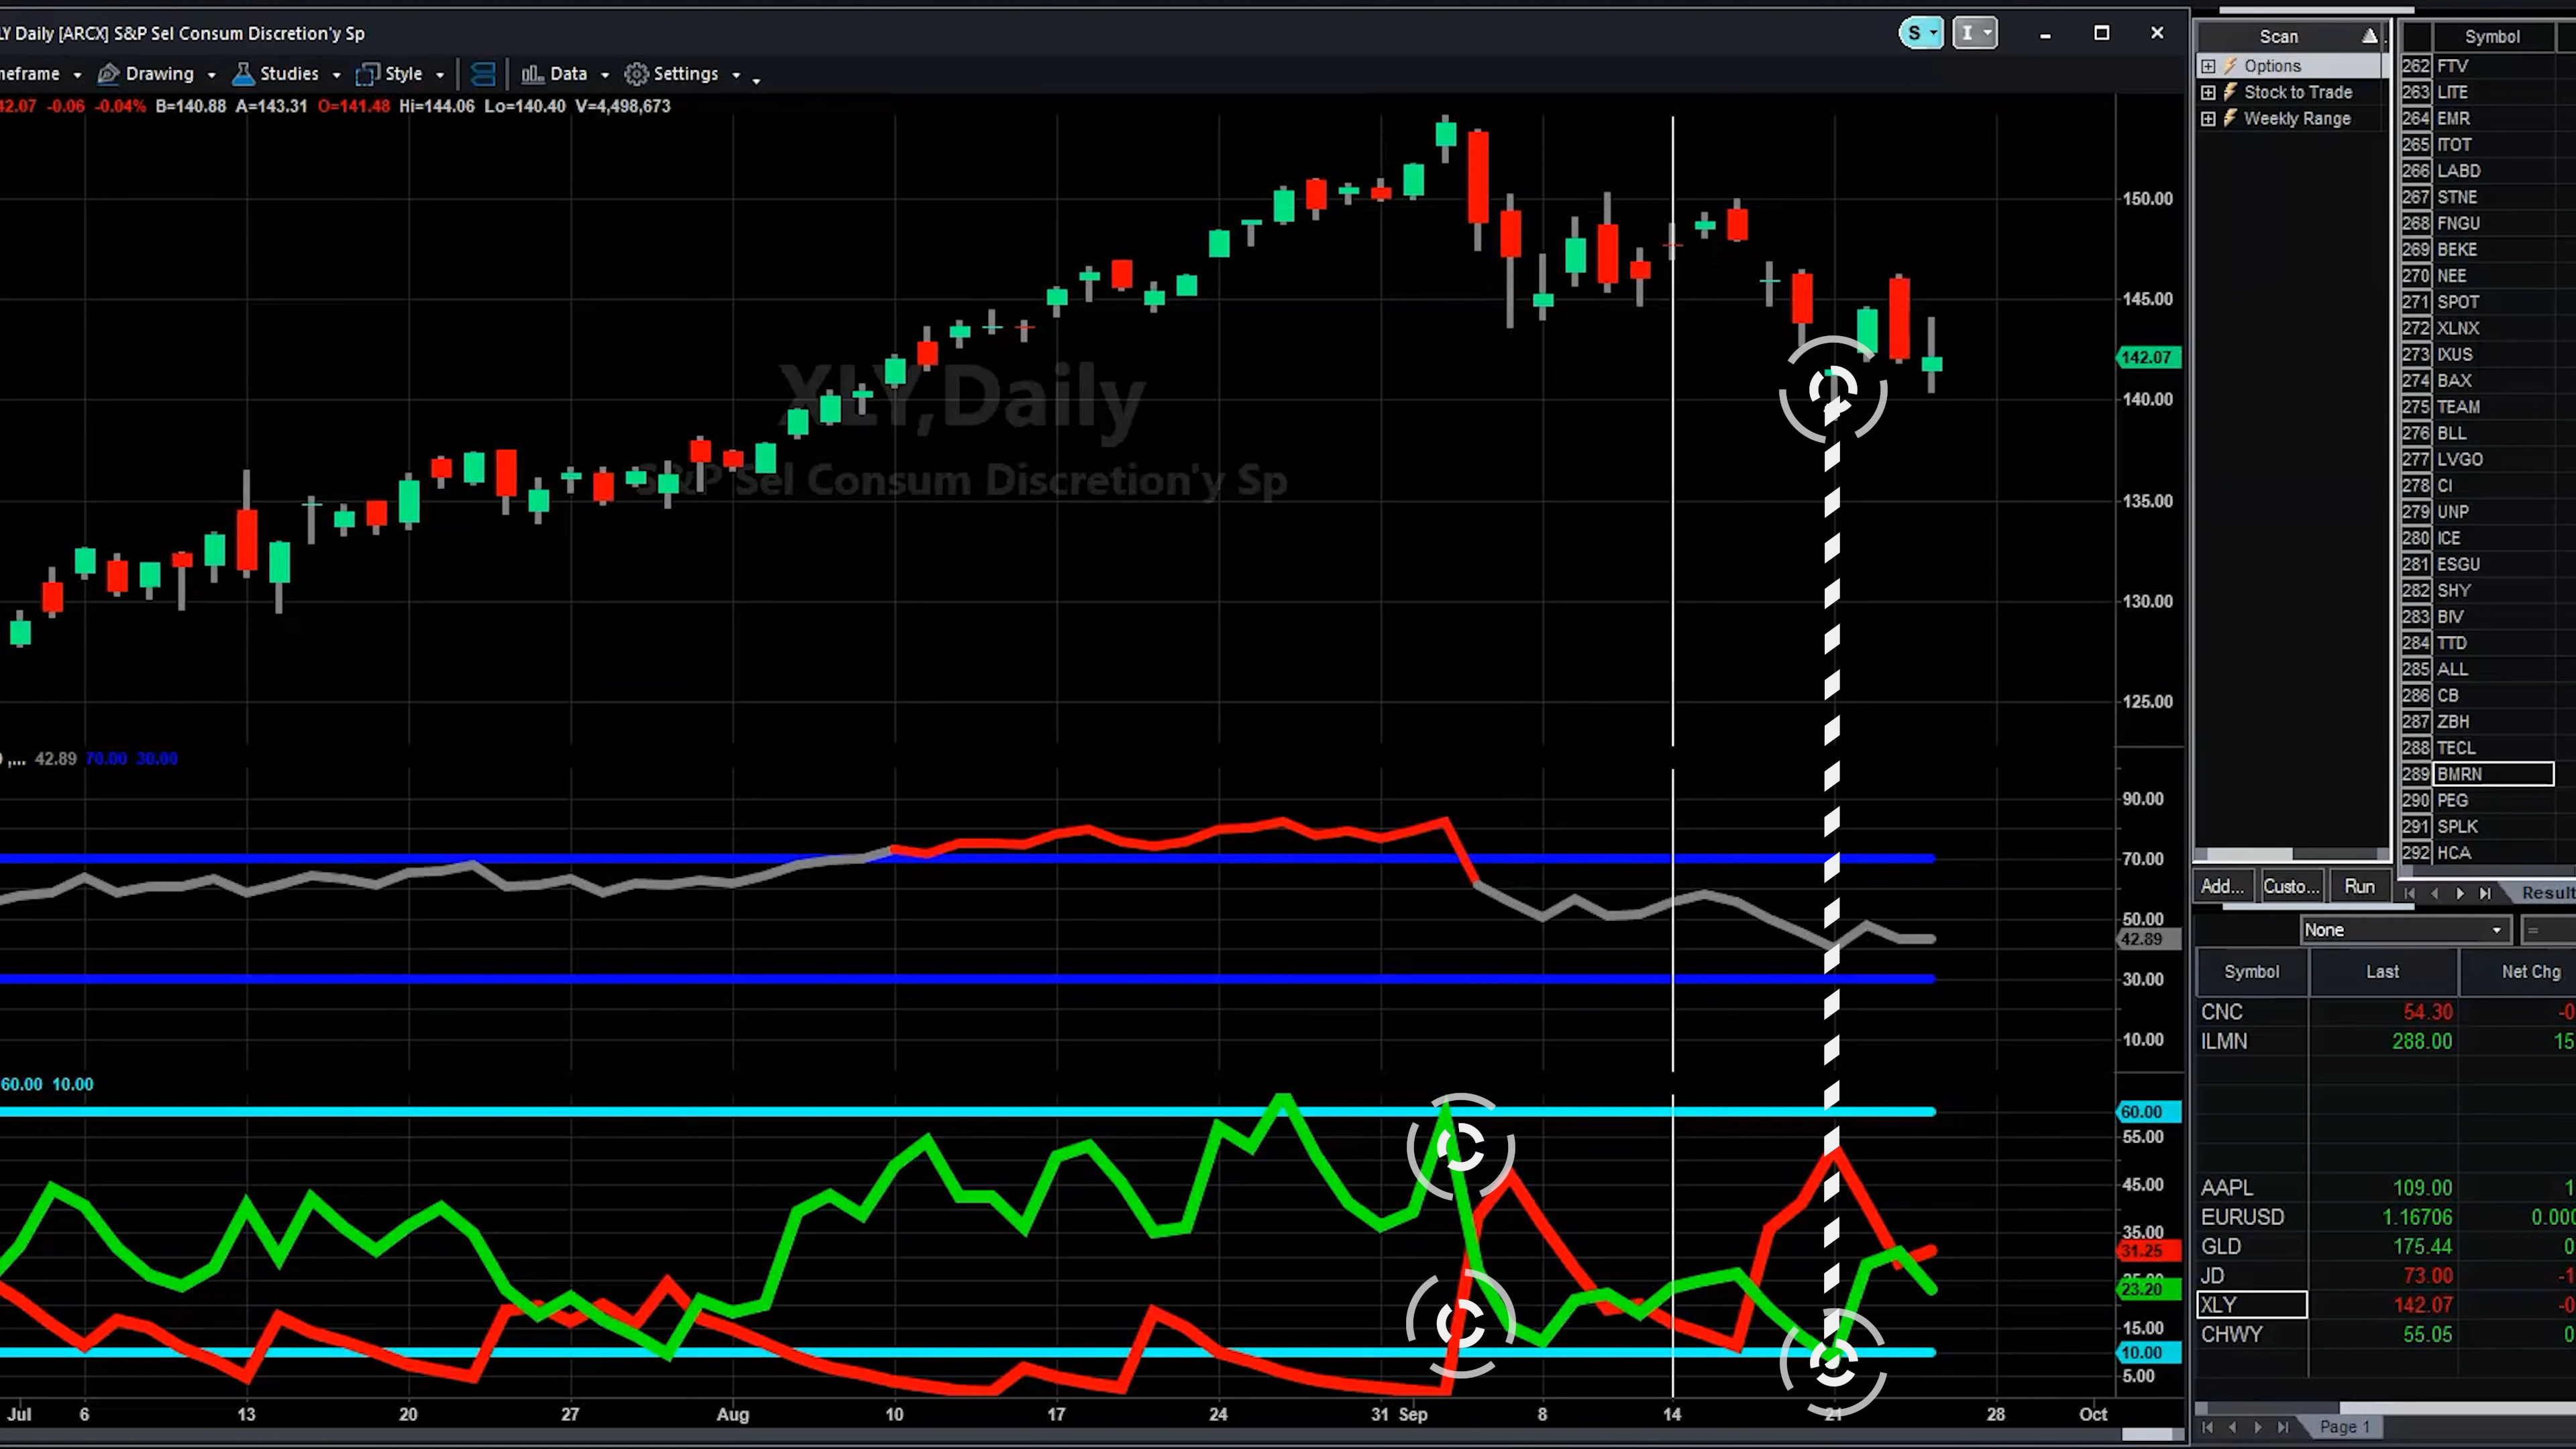 LY Daily [ARCX] S&P Sel Consum Discretion'y Sp
S
I
neframe Drawing Studies Style Data Settings
42.07 -0.06 -0.04% B=140.88 A=143.31 O=141.48 Hi=144.06 Lo=140.40 V=4,498,673
XLY,Daily
S&P Sel Consum Discretion'y Sp
150.00
145.00
142.07
140.00
135.00
130.00
125.00
,... 42.89 70.00 30.00
90.00
70.00
50.00
42.89
30.00
10.00
60.00 10.00
60.00
55.00
45.00
35.00
31.25
23.20
15.00
10.00
5.00
Jul 6 13 20 27 Aug 10 17 24 31 Sep 8 14 21 28 Oct
Scan
Options
Stock to Trade
Weekly Range
Symbol
262 FTV
263 LITE
264 EMR
265 ITOT
266 LABD
267 STNE
268 FNGU
269 BEKE
270 NEE
271 SPOT
272 XLNX
273 IXUS
274 BAX
275 TEAM
276 BLL
277 LVGO
278 CI
279 UNP
280 ICE
281 ESGU
282 SHY
283 BIV
284 TTD
285 ALL
286 CB
287 ZBH
288 TECL
289 BMRN
290 PEG
291 SPLK
292 HCA
Add... Custo... Run
Result
None =
Symbol Last Net Chg
CNC 54.30 -0
ILMN 288.00 15
AAPL 109.00 1
EURUSD 1.16706 0.000
GLD 175.44 0
JD 73.00 -1
XLY 142.07 -0
CHWY 55.05 0
Page 1